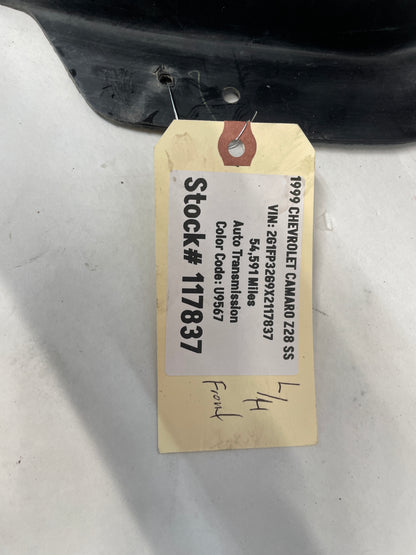 1999 CHEVROLET CAMARO Z28 SS
VIN: 2G1FP32G9X2117837
54,591 Miles
Auto Transmission
Color Code: U9567
Stock# 117837
L/H
Front